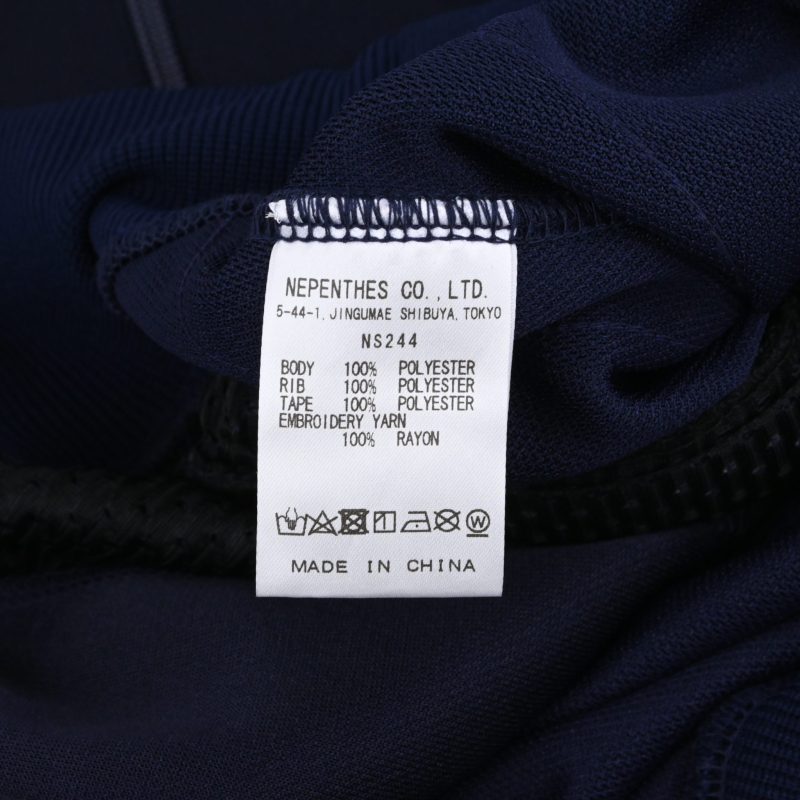 NEPENTHES CO.,LTD.
5-44-1, JINGUMAE SHIBUYA, TOKYO
NS244
BODY 100% POLYESTER
RIB 100% POLYESTER
TAPE 100% POLYESTER
EMBROIDERY YARN
100% RAYON
W
MADE IN CHINA